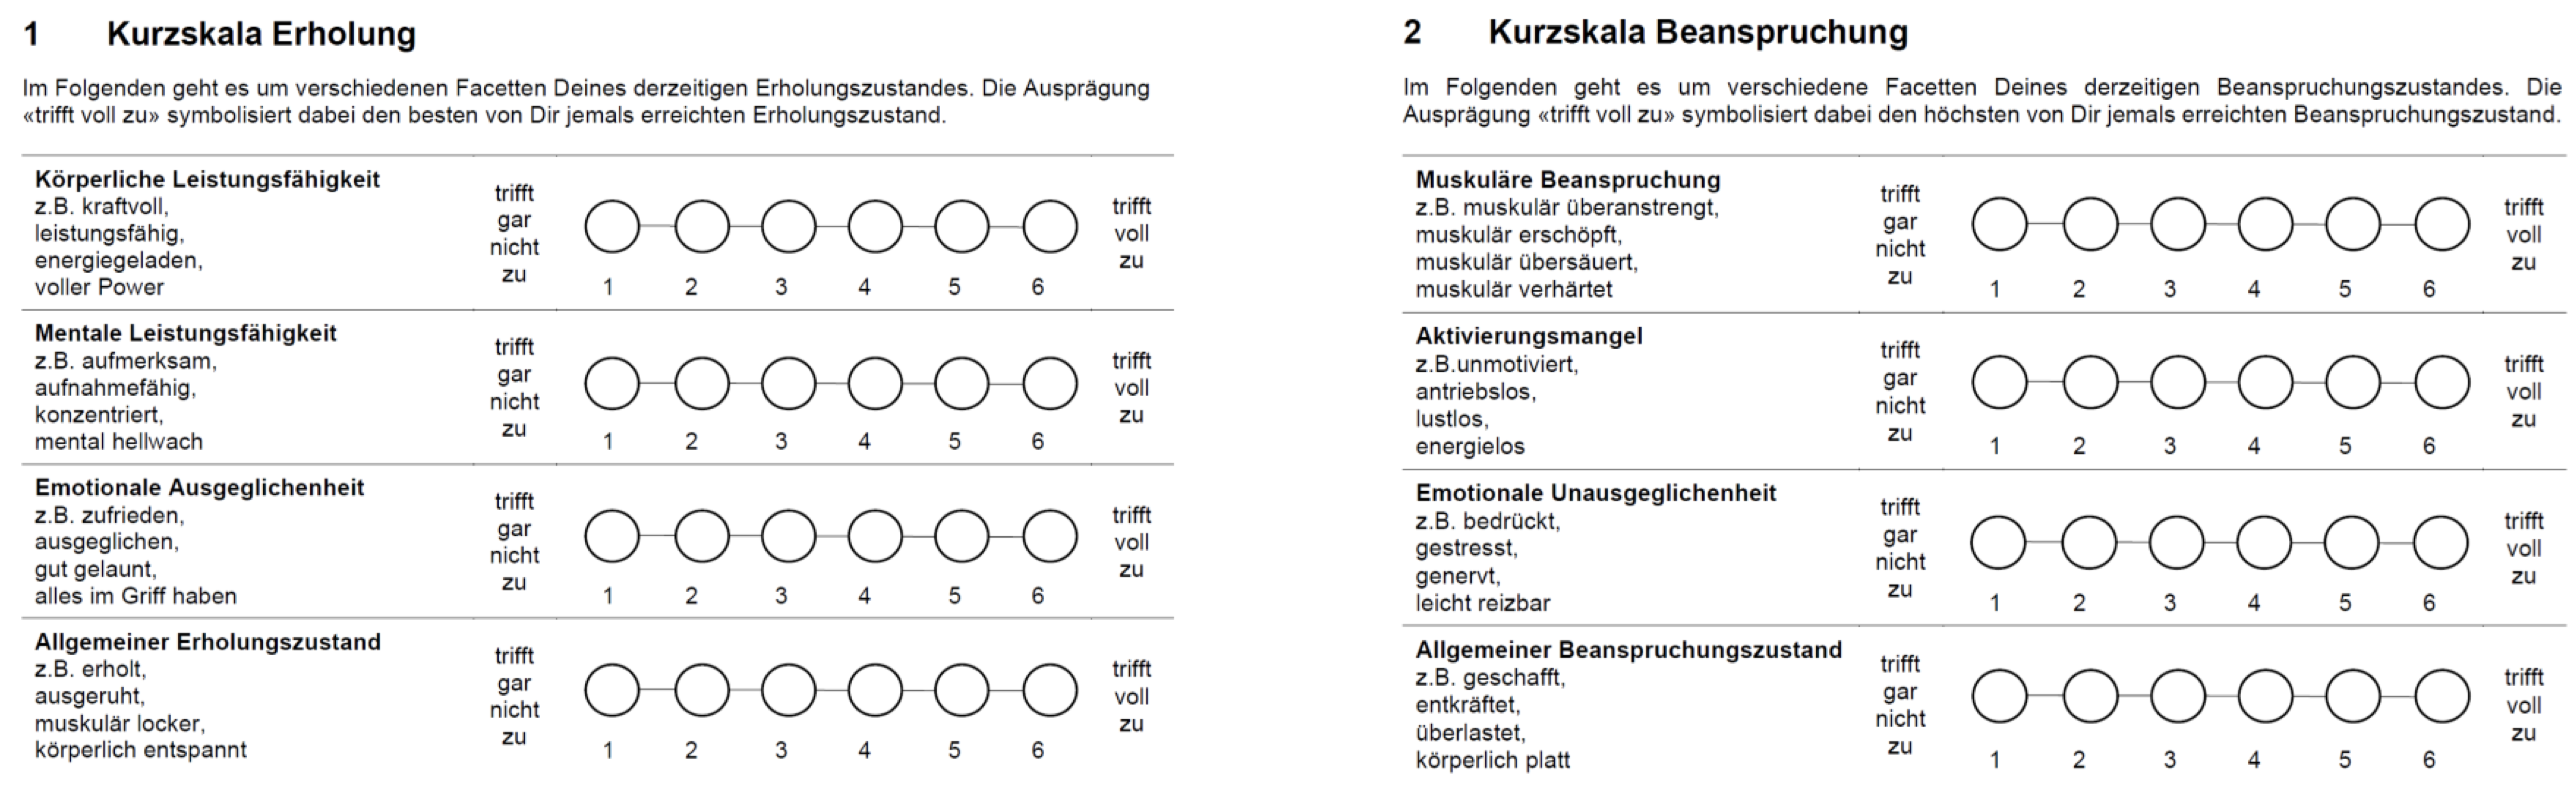 1 Kurzskala Erholung
Im Folgenden geht es um verschiedenen Facetten Deines derzeitigen Erholungszustandes. Die Ausprägung
«trifft voll zu» symbolisiert dabei den besten von Dir jemals erreichten Erholungszustand.
Körperliche Leistungsfähigkeit
z.B. kraftvoll,
leistungsfähig,
energiegeladen,
voller Power
trifft
gar
nicht
zu
1 2 3 4 5 6
trifft
voll
zu
Mentale Leistungsfähigkeit
z.B. aufmerksam,
aufnahmefähig,
konzentriert,
mental hellwach
trifft
gar
nicht
zu
1 2 3 4 5 6
trifft
voll
zu
Emotionale Ausgeglichenheit
z.B. zufrieden,
ausgeglichen,
gut gelaunt,
alles im Griff haben
trifft
gar
nicht
zu
1 2 3 4 5 6
trifft
voll
zu
Allgemeiner Erholungszustand
z.B. erholt,
ausgeruht,
muskulär locker,
körperlich entspannt
trifft
gar
nicht
zu
1 2 3 4 5 6
trifft
voll
zu
2 Kurzskala Beanspruchung
Im Folgenden geht es um verschiedene Facetten Deines derzeitigen Beanspruchungszustandes. Die
Ausprägung «trifft voll zu» symbolisiert dabei den höchsten von Dir jemals erreichten Beanspruchungszustand.
Muskuläre Beanspruchung
z.B. muskulär überanstrengt,
muskulär erschöpft,
muskulär übersäuert,
muskulär verhärtet
trifft
gar
nicht
zu
1 2 3 4 5 6
trifft
voll
zu
Aktivierungsmangel
z.B.unmotiviert,
antriebslos,
lustlos,
energielos
trifft
gar
nicht
zu
1 2 3 4 5 6
trifft
voll
zu
Emotionale Unausgeglichenheit
z.B. bedrückt,
gestresst,
genervt,
leicht reizbar
trifft
gar
nicht
zu
1 2 3 4 5 6
trifft
voll
zu
Allgemeiner Beanspruchungszustand
z.B. geschafft,
entkräftet,
überlastet,
körperlich platt
trifft
gar
nicht
zu
1 2 3 4 5 6
trifft
voll
zu